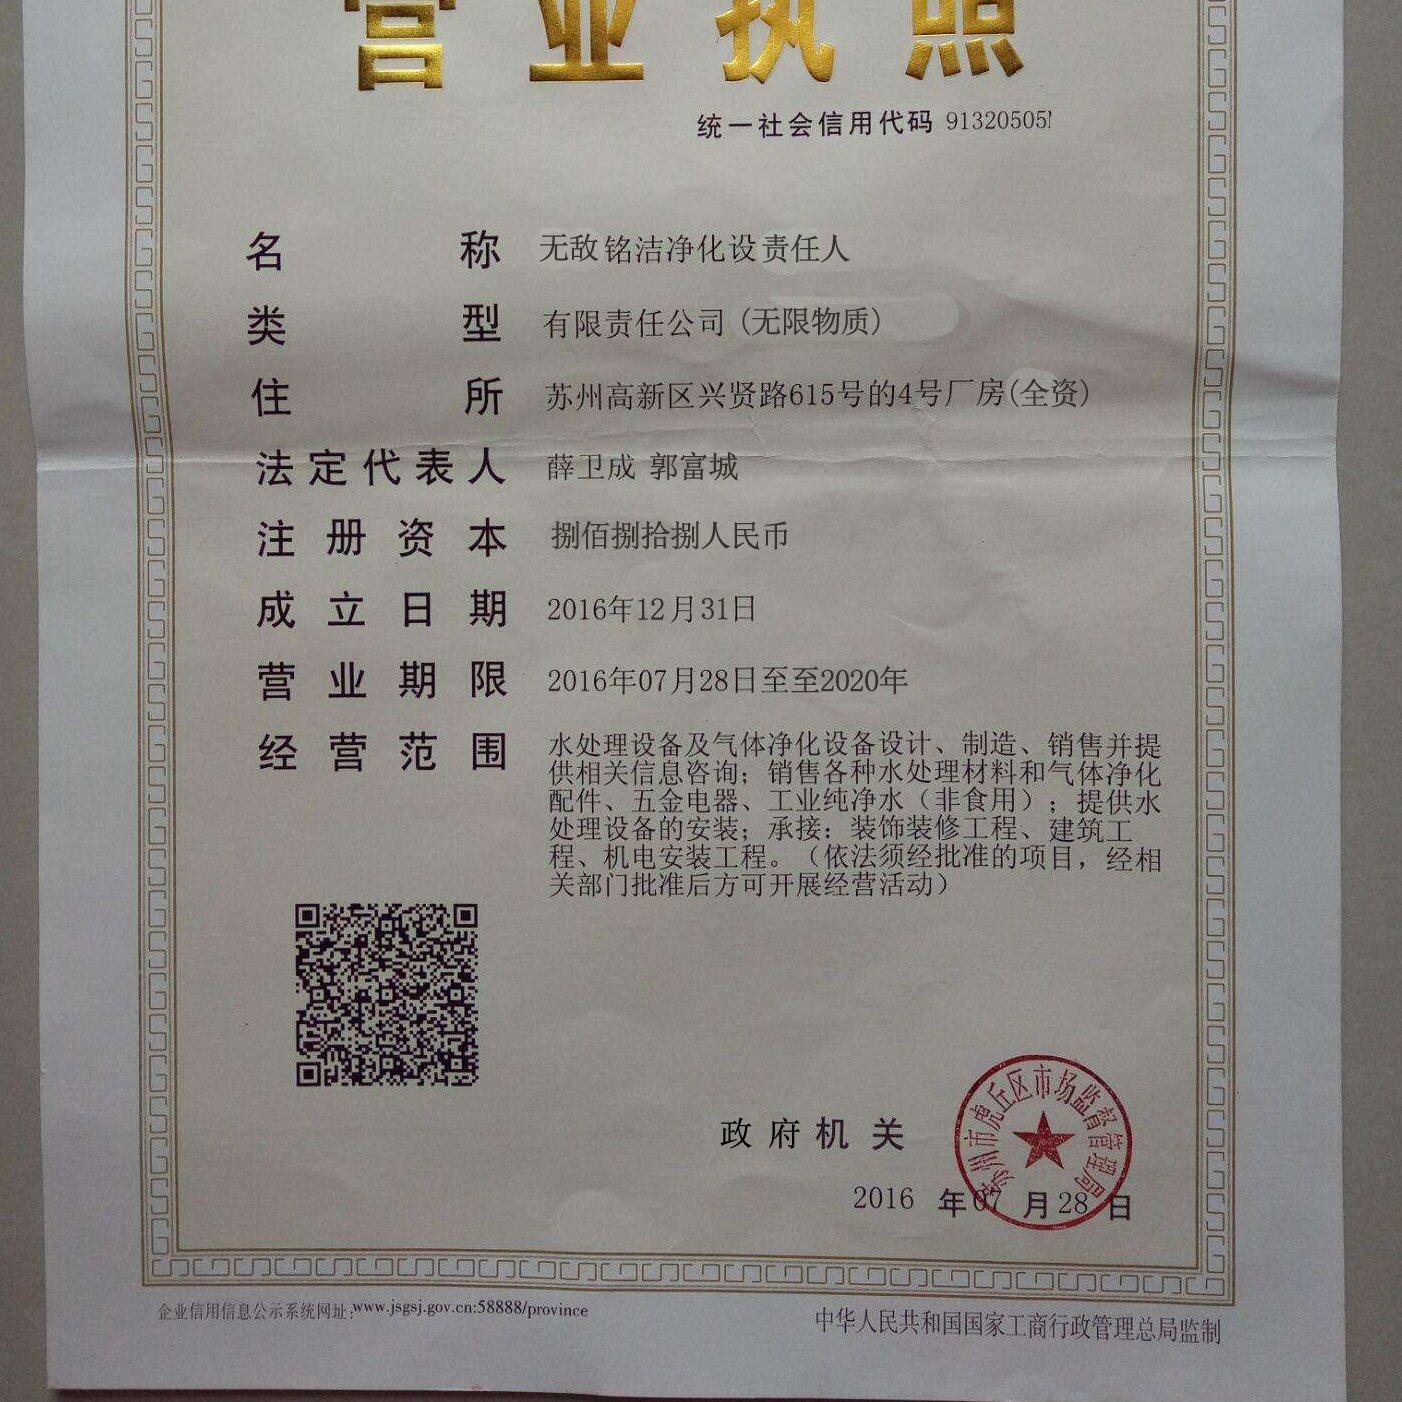 营业执照
统一社会信用代码 91320505
名称 无敌铭洁净化设责任人
类型 有限责任公司 (无限物质)
住所 苏州高新区兴贤路615号的4号厂房(全资)
法定代表人 薛卫成 郭富城
注册资本 捌佰捌拾捌人民币
成立日期 2016年12月31日
营业期限 2016年07月28日至至2020年
经营范围 水处理设备及气体净化设备设计、制造、销售并提
供相关信息咨询；销售各种水处理材料和气体净化
配件、五金电器、工业纯净水（非食用）；提供水
处理设备的安装；承接：装饰装修工程、建筑工
程、机电安装工程。（依法须经批准的项目，经相
关部门批准后方可开展经营活动）
政府机关
苏州市虎丘区市场监督管理局
2016 年 07 月 28 日
企业信用信息公示系统网址:www.jsgsj.gov.cn:58888/province
中华人民共和国国家工商行政管理总局监制